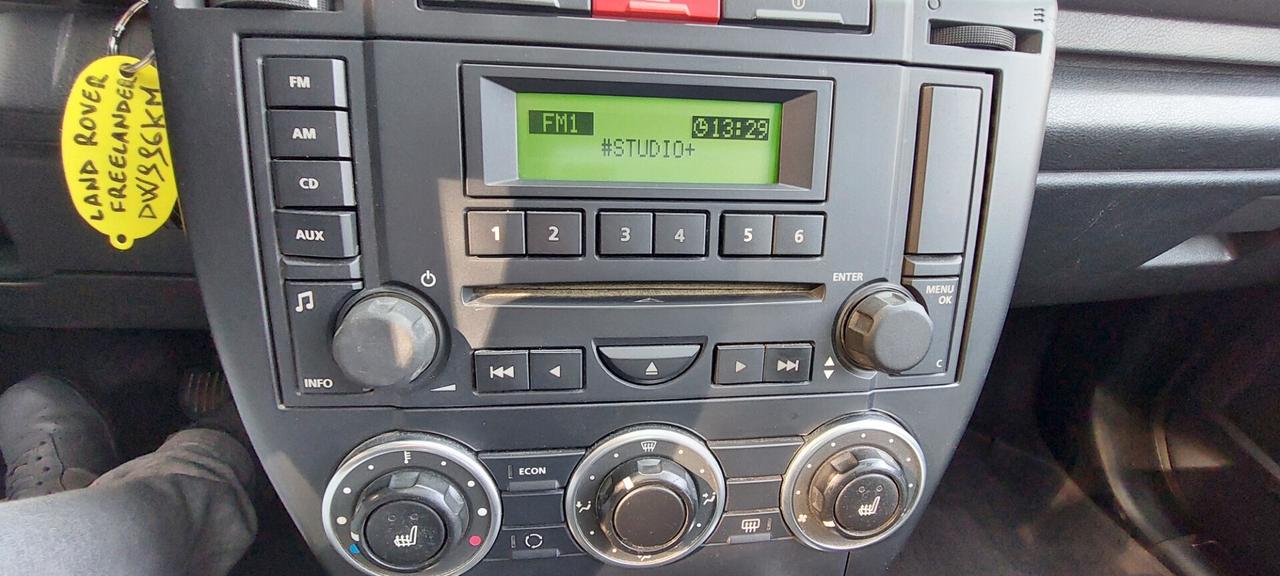 LAND ROVER
FREELANDER
FM
AM
CD
AUX
INFO
FM1
13:29
#STUDIO+
1 2 3 4 5 6
ENTER
MENU
OK
C
ECON